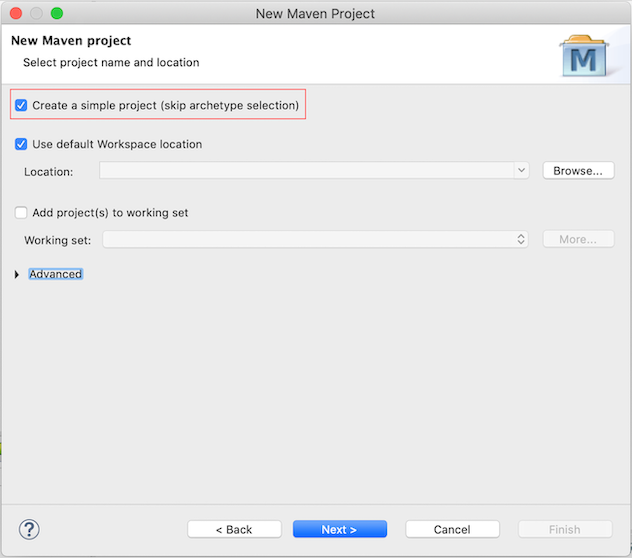 New Maven Project
New Maven project
Select project name and location
M
Create a simple project (skip archetype selection)
Use default Workspace location
Location:
Browse...
Add project(s) to working set
Working set:
More...
Advanced
?
< Back
Next >
Cancel
Finish